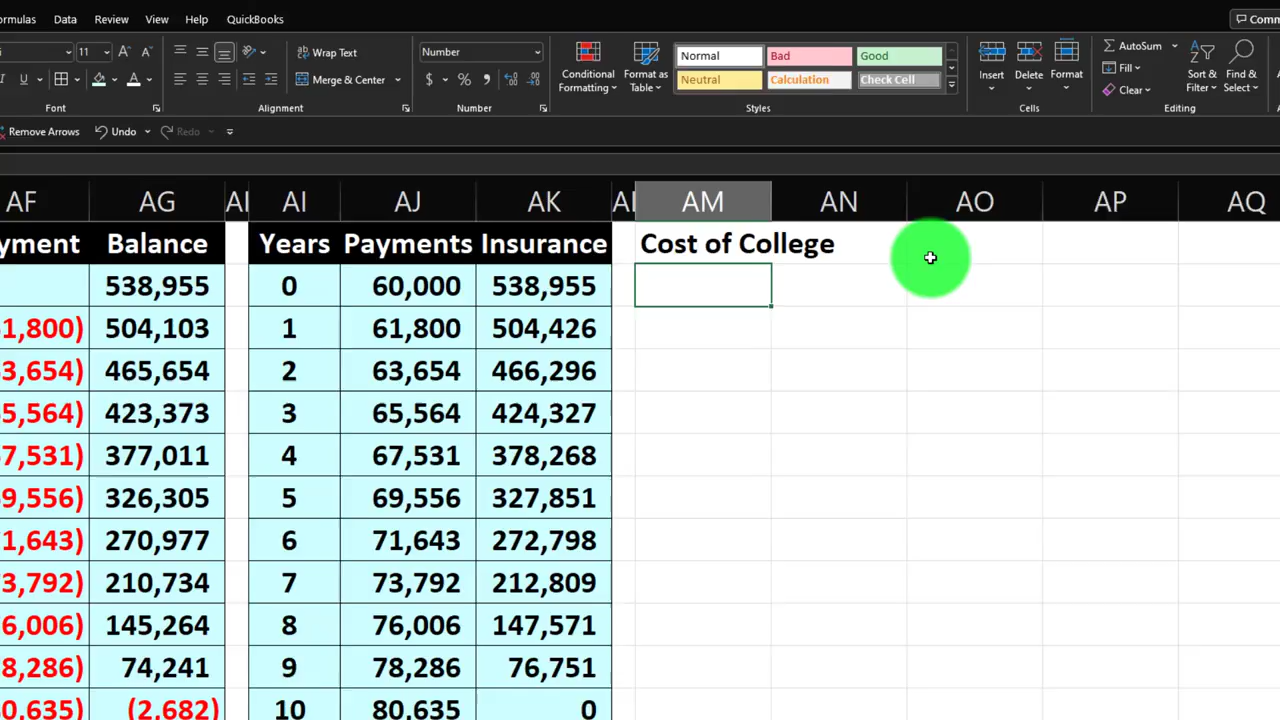 ormulas Data Review View Help QuickBooks Comm
11 A A Wrap Text Number Conditional Formatting Format as Table Normal Bad Good Insert Delete Format AutoSum Sort & Filter Find & Select
I U A Merge & Center $ % Neutral Calculation Check Cell Fill Clear
Font Alignment Number Styles Cells Editing
Remove Arrows Undo Redo
AF AG AI AJ AK AM AN AO AP AQ
yment Balance Years Payments Insurance Cost of College
538,955 0 60,000 538,955
1,800) 504,103 1 61,800 504,426
3,654) 465,654 2 63,654 466,296
5,564) 423,373 3 65,564 424,327
7,531) 377,011 4 67,531 378,268
9,556) 326,305 5 69,556 327,851
1,643) 270,977 6 71,643 272,798
3,792) 210,734 7 73,792 212,809
6,006) 145,264 8 76,006 147,571
8,286) 74,241 9 78,286 76,751
0,635) (2,682) 10 80,635 0